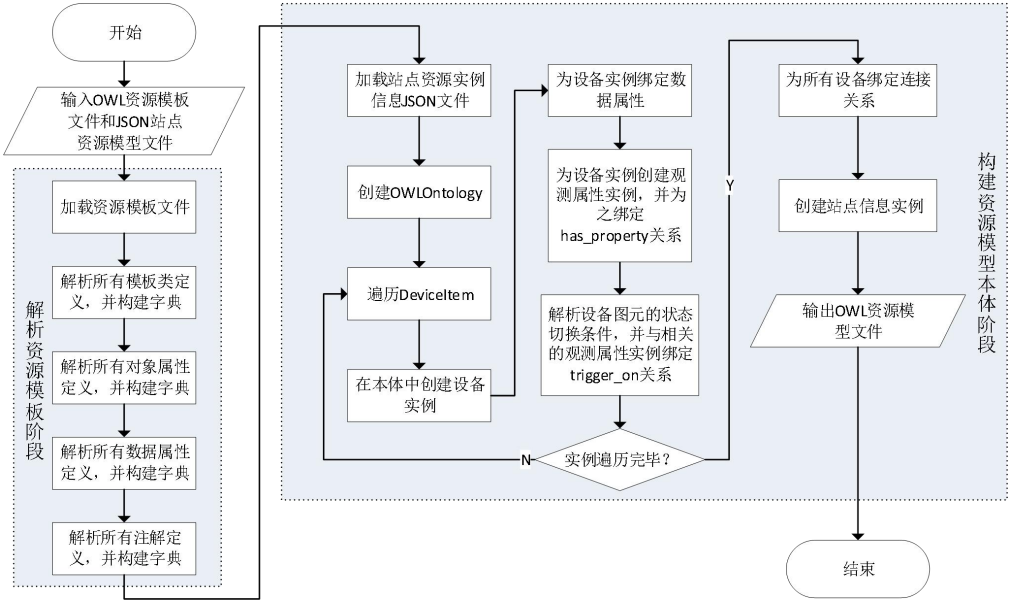 开始
输入OWL资源模板
文件和JSON站点
资源模型文件
解析资源模板阶段
加载资源模板文件
解析所有模板类定
义，并构建字典
解析所有对象属性
定义，并构建字典
解析所有数据属性
定义，并构建字典
解析所有注解定
义，并构建字典
加载站点资源实例
信息JSON文件
创建OWLOntology
遍历DeviceItem
在本体中创建设备
实例
为设备实例绑定数
据属性
为设备实例创建观
测属性实例，并为
之绑定
has_property关系
解析设备图元的状态
切换条件，并与相关
的观测属性实例绑定
trigger_on关系
实例遍历完毕？
N
Y
为所有设备绑定连接
关系
创建站点信息实例
输出OWL资源模
型文件
构建资源模型本体阶段
结束